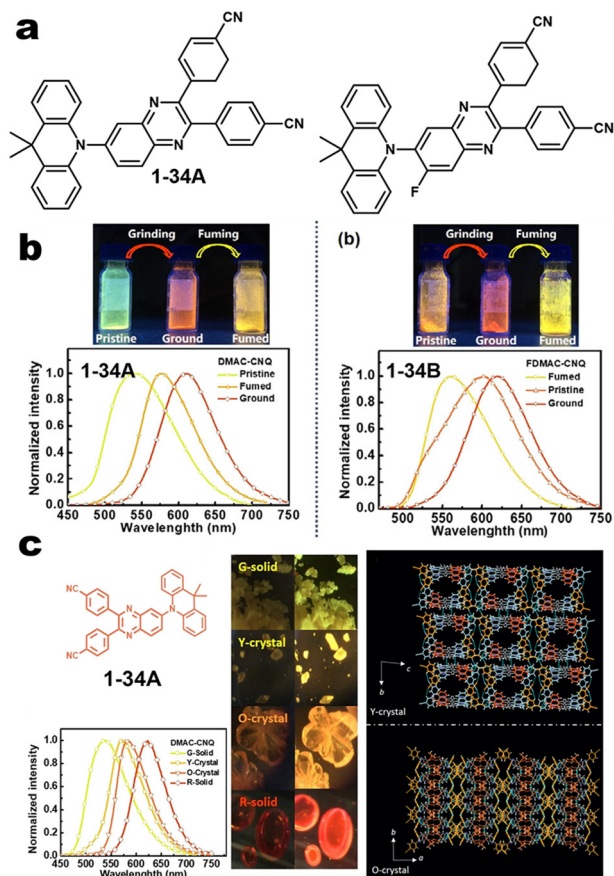 a
CN
N
N
N
CN
1-34A
CN
N
N
N
CN
F
b
Grinding Fuming
Pristine Ground Fumed
(b)
Grinding Fuming
Pristine Ground Fumed
1-34A
DMAC-CNQ
Pristine
Fumed
Ground
Normalized intensity
1.0
0.8
0.6
0.4
0.2
0.0
450 500 550 600 650 700 750
Wavelenghth (nm)
1-34B
FDMAC-CNQ
Fumed
Pristine
Ground
Normalized intensity
1.0
0.8
0.6
0.4
0.2
0.0
500 550 600 650 700 750
Wavelenghth (nm)
c
NC
N
N
N
NC
1-34A
DMAC-CNQ
G-Solid
Y-Crystal
O-Crystal
R-Solid
Normalized intensity
1.0
0.8
0.6
0.4
0.2
0.0
450 500 550 600 650 700 750
Wavelenghth (nm)
G-solid
Y-crystal
O-crystal
R-solid
c
b
Y-crystal
b
a
O-crystal